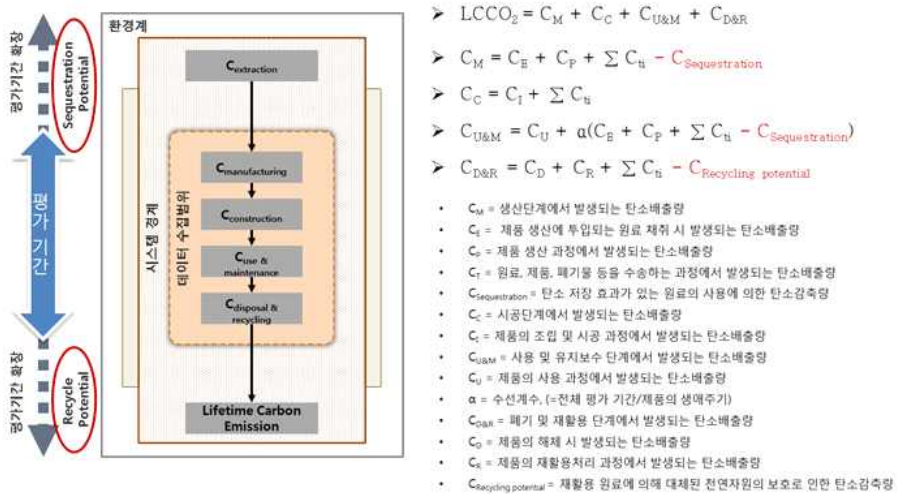 환경계
평가기간 확장
Sequestration
Potential
평가 기간
평가기간 확장
Recycle
Potential
시스템 경계
데이터 수집범위
Cextraction
Cmanufacturing
Cconstruction
Cuse &
maintenance
Cdisposal &
recycling
Lifetime Carbon
Emission
➤ LCCO₂ = C_M + C_C + C_U&M + C_D&R
➤ C_M = C_E + C_P + ∑ C_ti − C_Sequestration
➤ C_C = C_I + ∑ C_ti
➤ C_U&M = C_U + α(C_E + C_P + ∑ C_ti − C_Sequestration)
➤ C_D&R = C_D + C_R + ∑ C_ti − C_Recycling potential
• C_M = 생산단계에서 발생되는 탄소배출량
• C_E = 제품 생산에 투입되는 원료 채취 시 발생되는 탄소배출량
• C_P = 제품 생산 과정에서 발생되는 탄소배출량
• C_T = 원료, 제품, 폐기물 등을 수송하는 과정에서 발생되는 탄소배출량
• C_Sequestration = 탄소 저장 효과가 있는 원료의 사용에 의한 탄소감축량
• C_C = 시공단계에서 발생되는 탄소배출량
• C_I = 제품의 조립 및 시공 과정에서 발생되는 탄소배출량
• C_U&M = 사용 및 유지보수 단계에서 발생되는 탄소배출량
• C_U = 제품의 사용 과정에서 발생되는 탄소배출량
• α = 수선계수, (=전체 평가 기간/제품의 생애주기)
• C_D&R = 폐기 및 재활용 단계에서 발생되는 탄소배출량
• C_D = 제품의 해체 시 발생되는 탄소배출량
• C_R = 제품의 재활용처리 과정에서 발생되는 탄소배출량
• C_Recycling potential = 재활용 원료에 의해 대체된 천연자원의 보호로 인한 탄소감축량